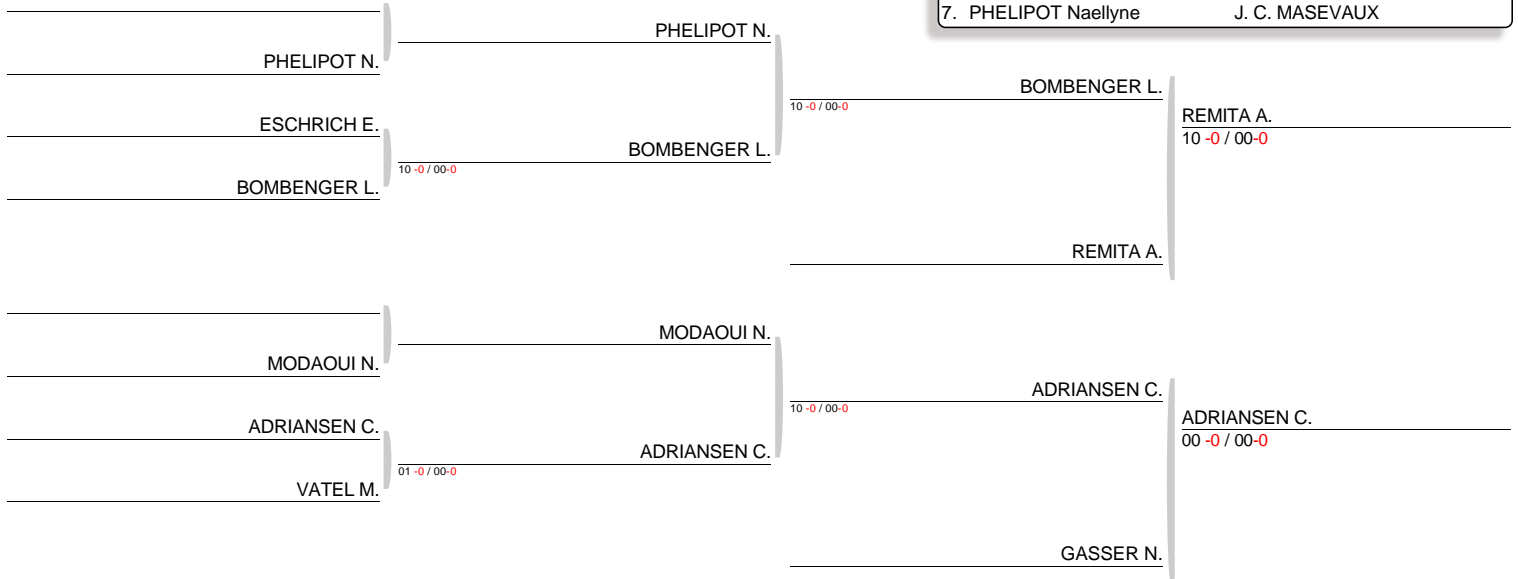 7. PHELIPOT Naellyne J. C. MASEVAUX
PHELIPOT N.
PHELIPOT N.
BOMBENGER L.
10 -0 / 00-0
REMITA A.
10 -0 / 00-0
ESCHRICH E.
BOMBENGER L.
10 -0 / 00-0
BOMBENGER L.
REMITA A.
MODAOUI N.
MODAOUI N.
ADRIANSEN C.
10 -0 / 00-0
ADRIANSEN C.
00 -0 / 00-0
ADRIANSEN C.
ADRIANSEN C.
01 -0 / 00-0
VATEL M.
GASSER N.